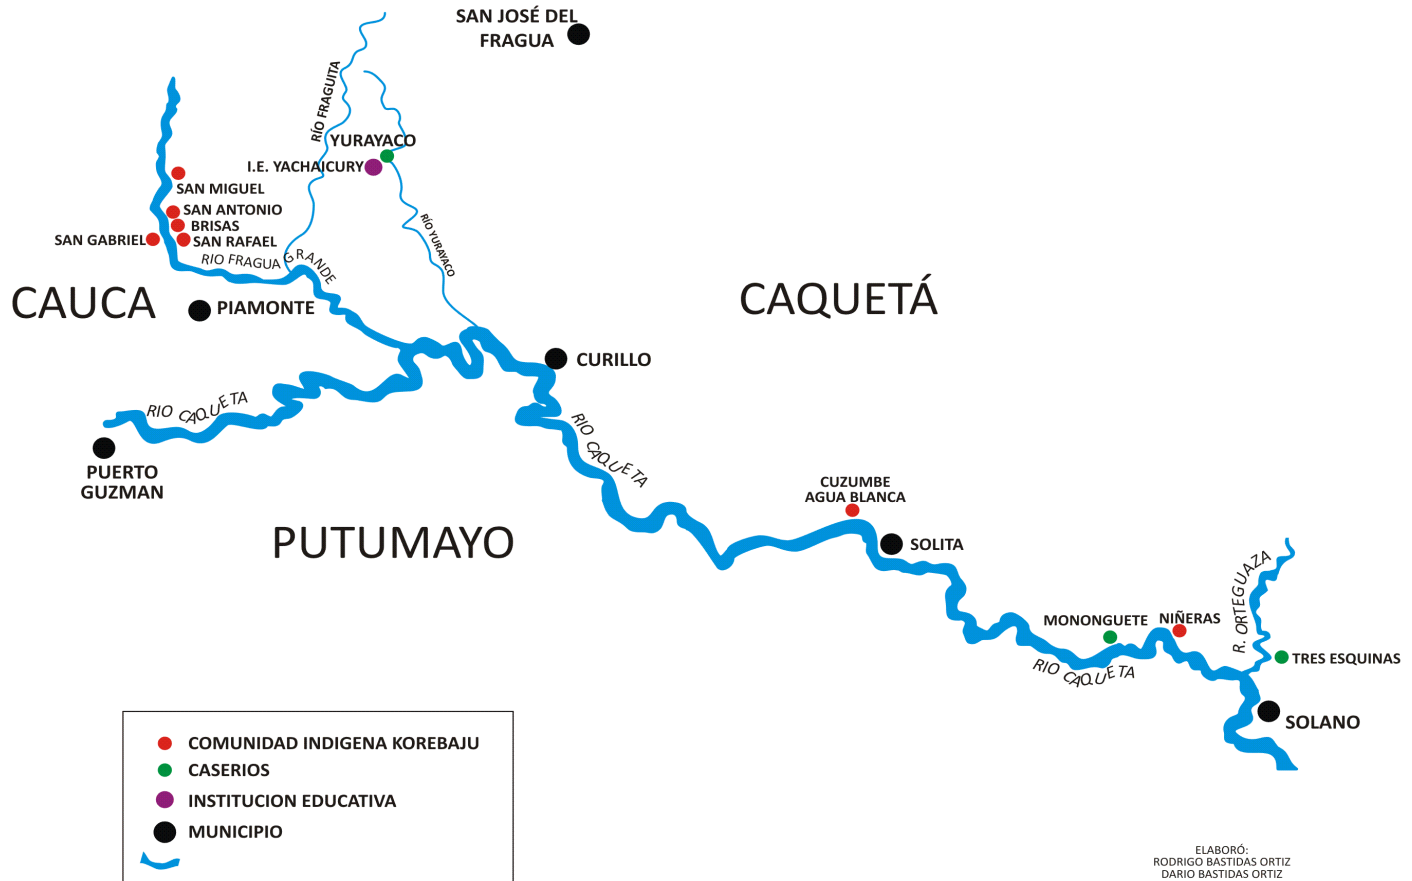 SAN JOSÉ DEL
FRAGUA
RÍO FRAGUITA
YURAYACO
I.E. YACHAICURY
SAN MIGUEL
SAN ANTONIO
BRISAS
SAN GABRIEL
SAN RAFAEL
RIO FRAGUA GRANDE
RÍO YURAYACO
CAUCA
PIAMONTE
CAQUETÁ
CURILLO
RIO CAQUETA
RIO CAQUETA
PUERTO
GUZMAN
PUTUMAYO
CUZUMBE
AGUA BLANCA
SOLITA
R. ORTEGUAZA
MONONGUETE
NIÑERAS
TRES ESQUINAS
RIO CAQUETA
SOLANO
COMUNIDAD INDIGENA KOREBAJU
CASERIOS
INSTITUCION EDUCATIVA
MUNICIPIO
ELABORÓ:
RODRIGO BASTIDAS ORTIZ
DARIO BASTIDAS ORTIZ